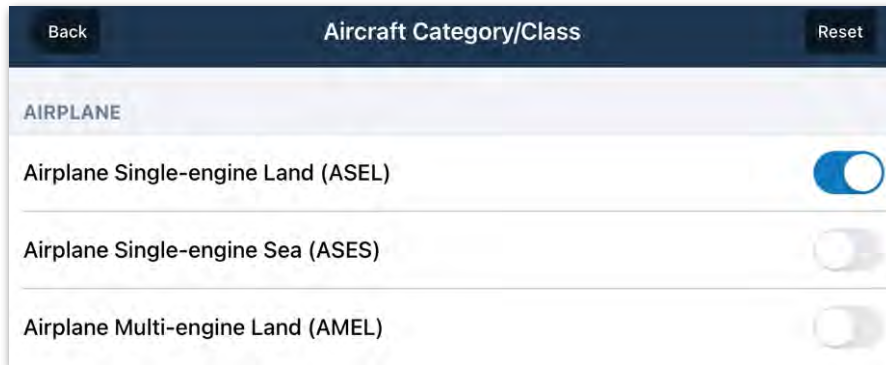 Back Aircraft Category/Class Reset
AIRPLANE
Airplane Single-engine Land (ASEL)
Airplane Single-engine Sea (ASES)
Airplane Multi-engine Land (AMEL)